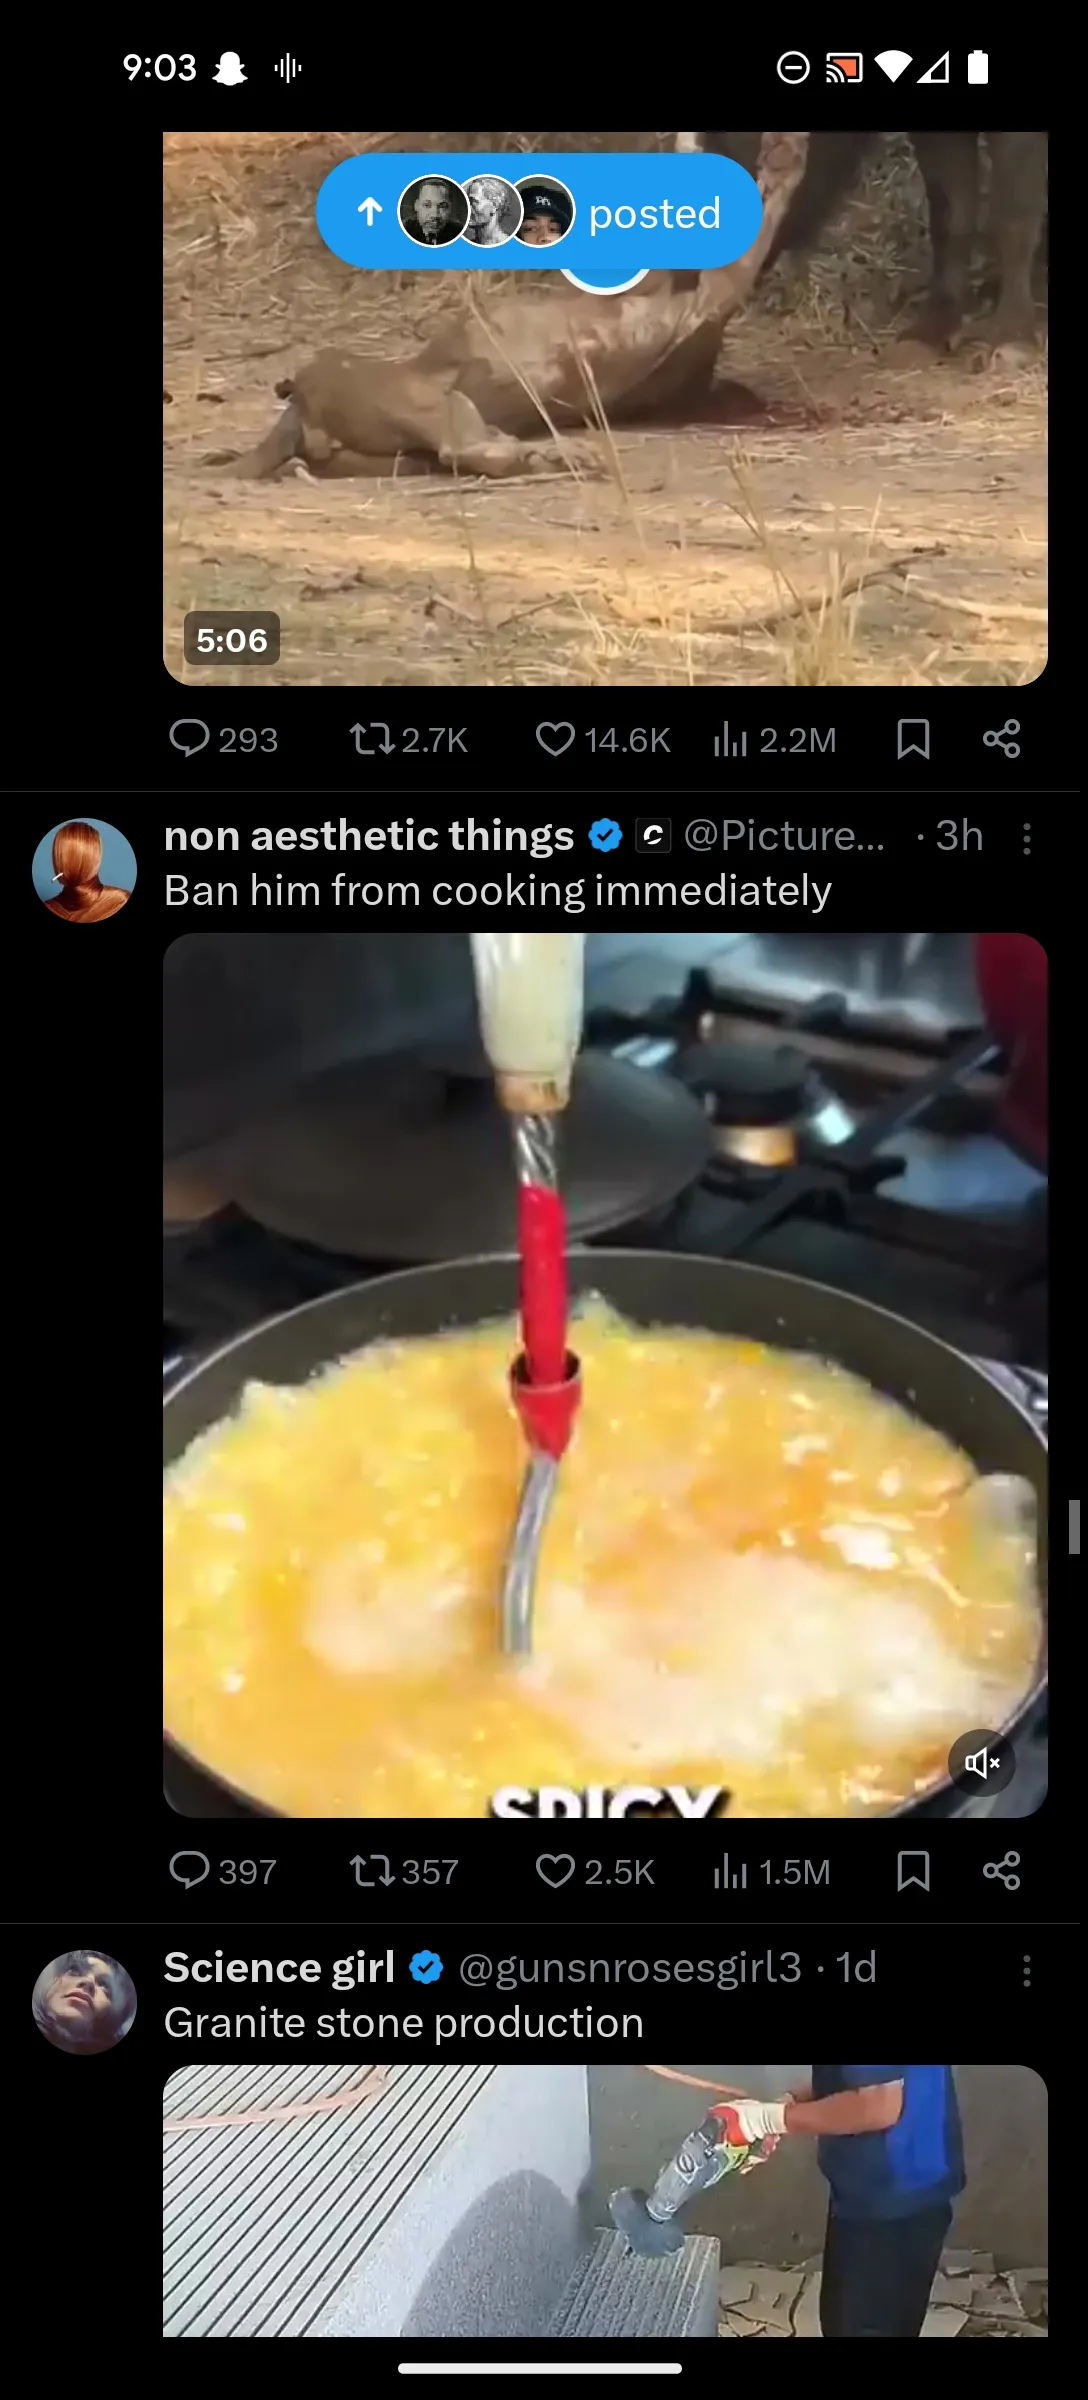 9:03
posted
5:06
293 2.7K 14.6K 2.2M
non aesthetic things @Picture... · 3h
Ban him from cooking immediately
SPICY
397 357 2.5K 1.5M
Science girl @gunsnrosesgirl3 · 1d
Granite stone production